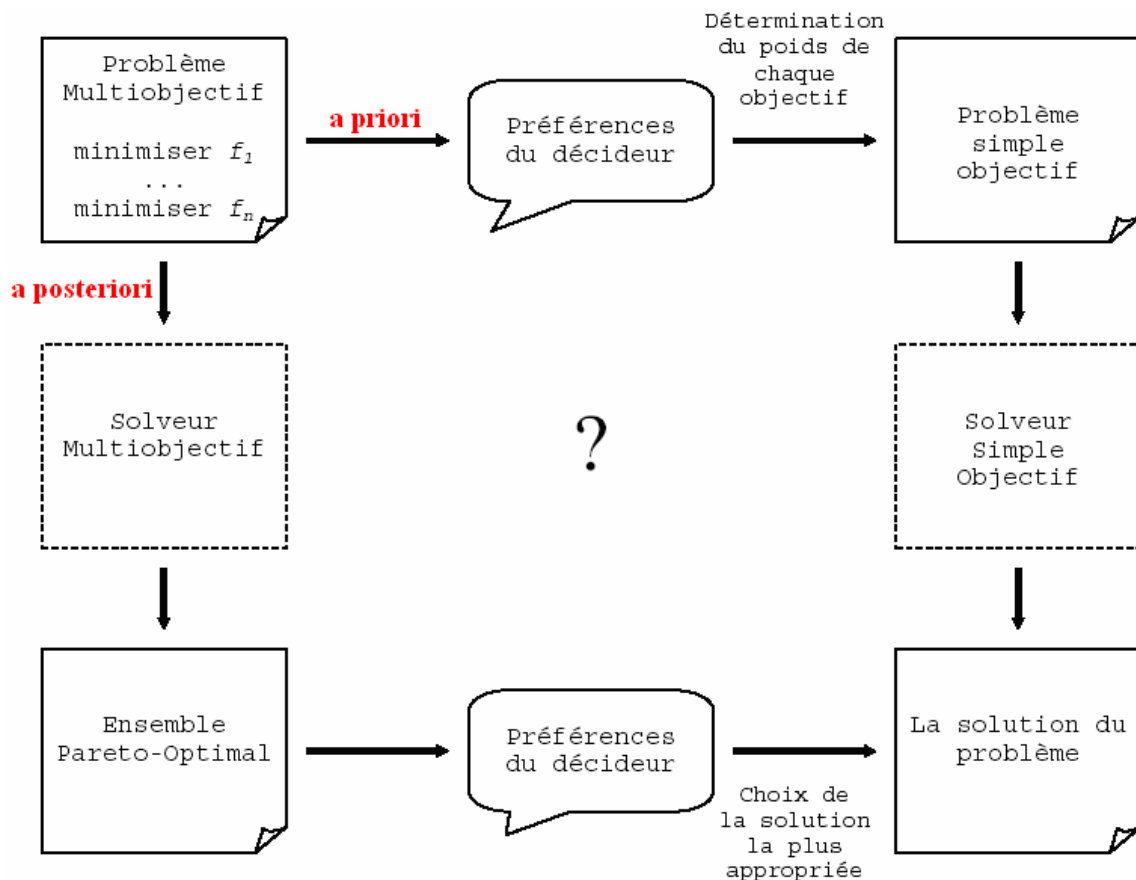 Problème
Multiobjectif
minimiser f1
...
minimiser fn
a priori
Préférences
du décideur
Détermination
du poids de
chaque
objectif
Problème
simple
objectif
a posteriori
Solveur
Multiobjectif
?
Solveur
Simple
Objectif
Ensemble
Pareto-Optimal
Préférences
du décideur
Choix de
la solution
la plus
appropriée
La solution du
problème